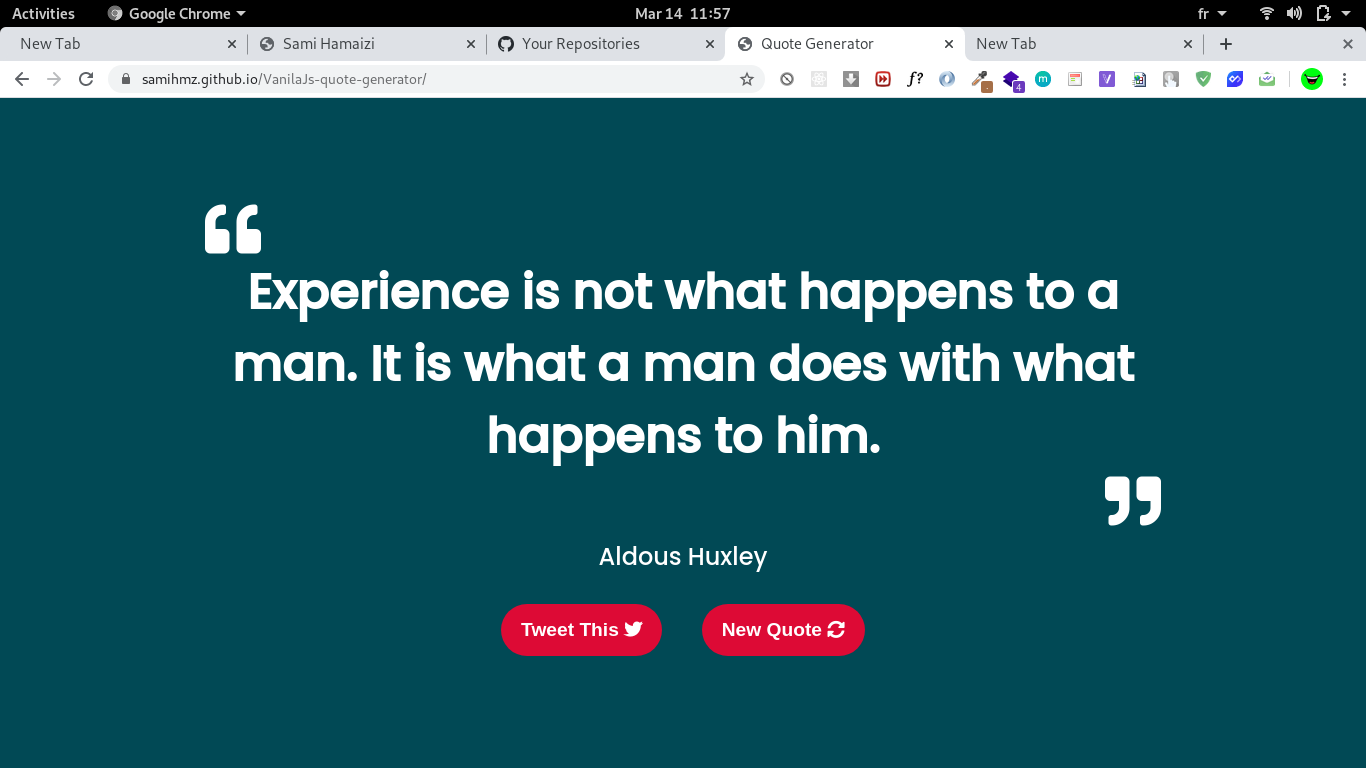 Activities
Google Chrome
Mar 14 11:57
fr
New Tab
Sami Hamaizi
Your Repositories
Quote Generator
New Tab
samihmz.github.io/VanilaJs-quote-generator/
f?
4
m
V
“
Experience is not what happens to a
man. It is what a man does with what
happens to him.
”
Aldous Huxley
Tweet This
New Quote